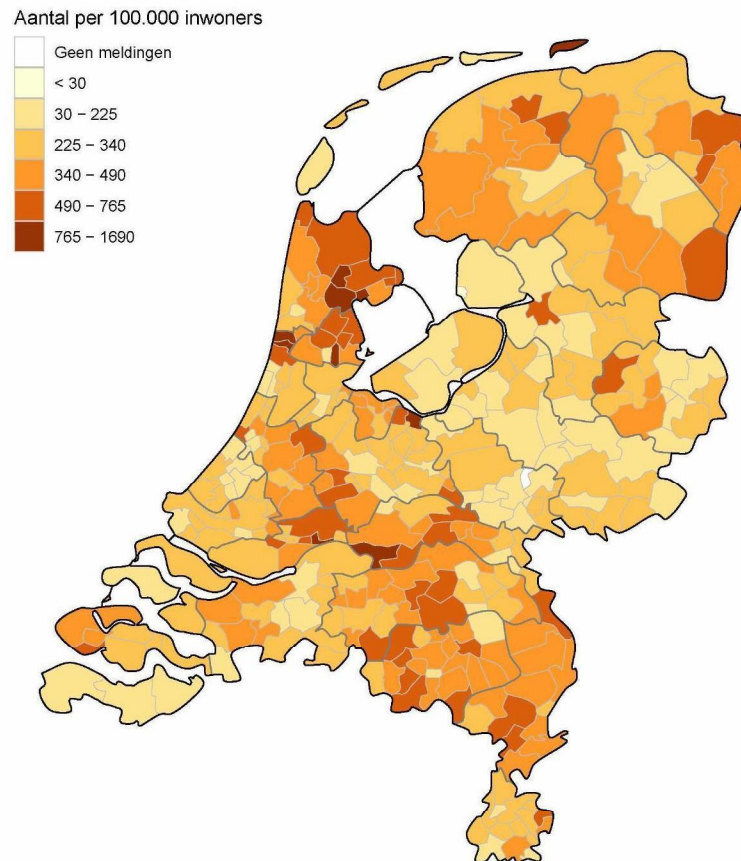 Aantal per 100.000 inwoners
Geen meldingen
< 30
30 – 225
225 – 340
340 – 490
490 – 765
765 – 1690